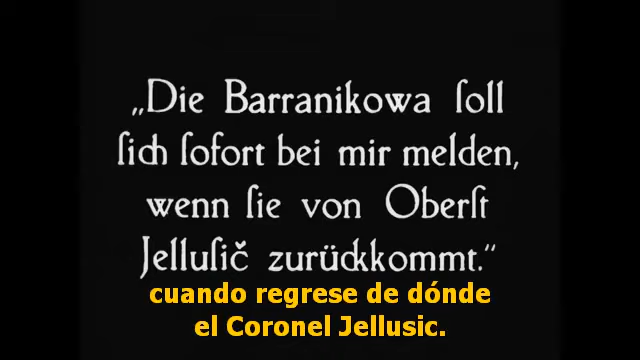 „Die Barranikowa ſoll
ſich ſofort bei mir melden,
wenn ſie von Oberſt
Jelluſič zurückkommt.“
cuando regrese de dónde
el Coronel Jellusic.